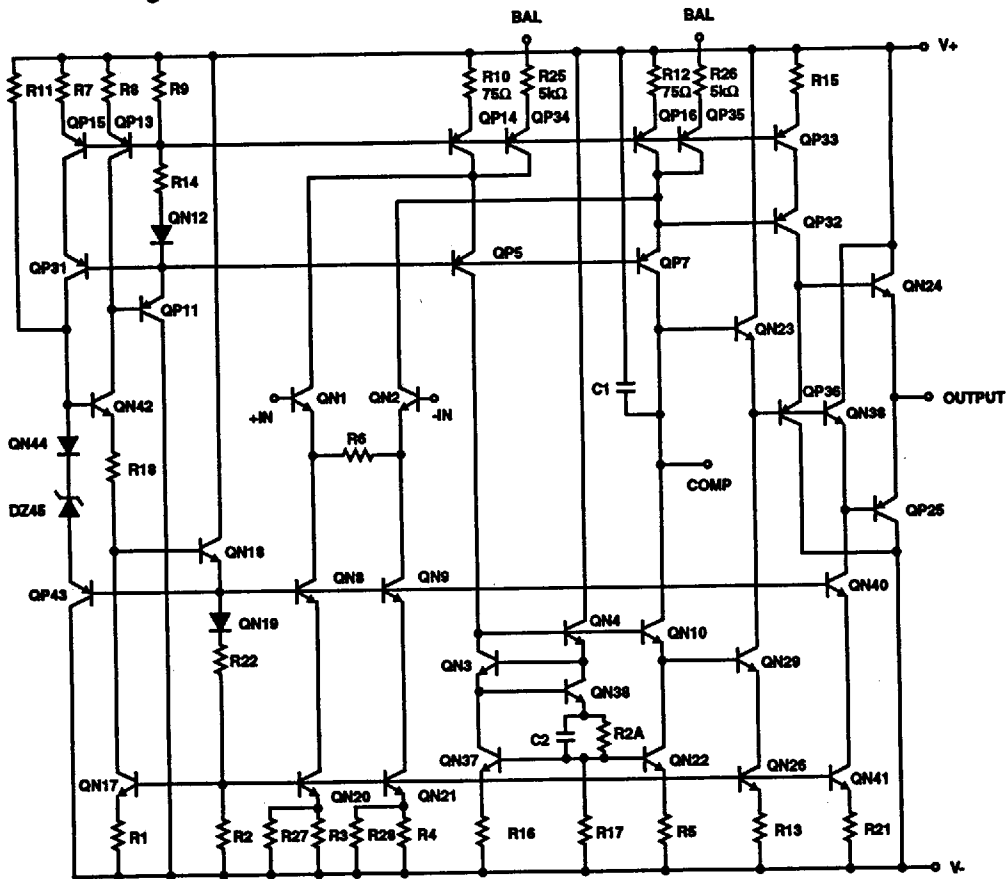 BAL
BAL
V+
R11
R7
R8
R9
R10
75Ω
R25
5kΩ
R12
75Ω
R26
5kΩ
R15
QP15
QP13
QP14
QP34
QP16
QP35
QP33
R14
QN12
QP32
QP31
QP5
QP7
QP11
QN24
QN23
C1
QN42
+IN
QN1
QN2
-IN
QP36
QN38
OUTPUT
QN44
R18
R6
COMP
DZ45
QP25
QN18
QP43
QN8
QN9
QN40
QN19
QN4
QN10
R22
QN3
QN29
QN38
C2
R2A
QN37
QN22
QN17
QN20
QN21
QN26
QN41
R1
R2
R27
R3
R28
R4
R16
R17
R5
R13
R21
V-